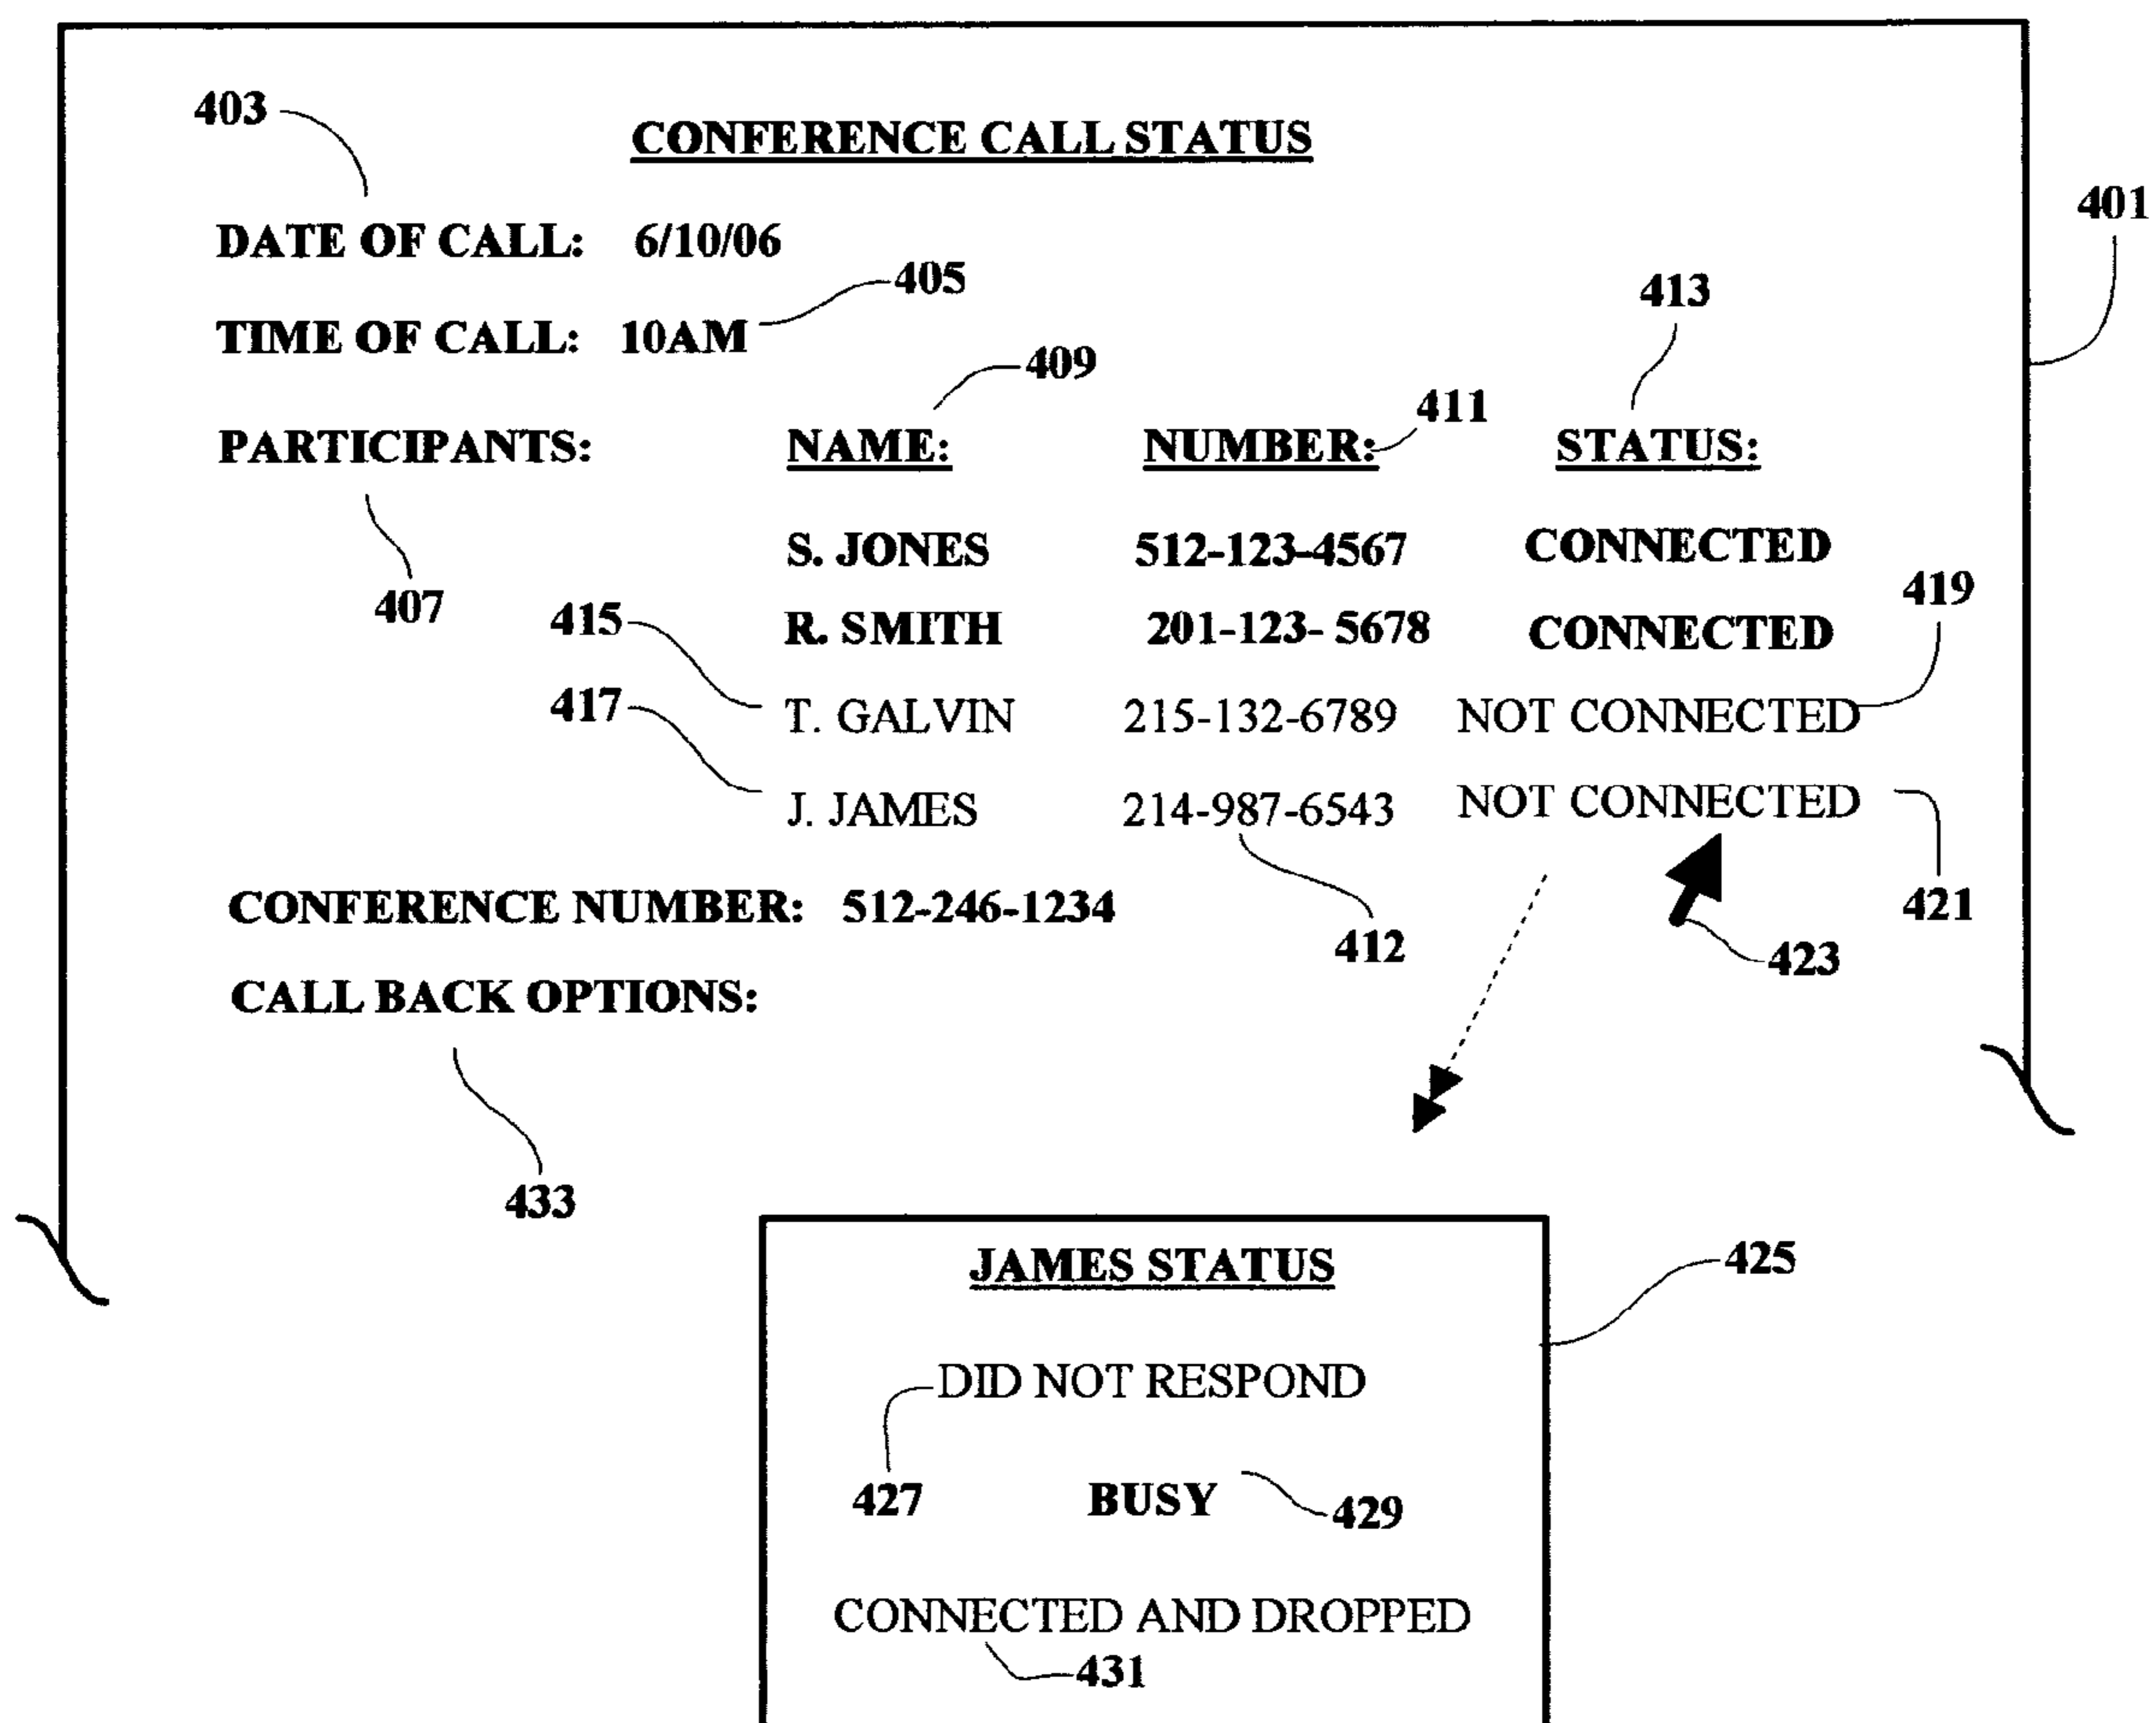 403
CONFERENCE CALL STATUS
401
DATE OF CALL: 6/10/06
405
413
TIME OF CALL: 10AM
409
411
PARTICIPANTS: NAME: NUMBER: STATUS:
S. JONES 512-123-4567 CONNECTED
407
419
415
R. SMITH 201-123- 5678 CONNECTED
417
T. GALVIN 215-132-6789 NOT CONNECTED
J. JAMES 214-987-6543 NOT CONNECTED
CONFERENCE NUMBER: 512-246-1234
421
412
423
CALL BACK OPTIONS:
433
JAMES STATUS
425
DID NOT RESPOND
427
BUSY
429
CONNECTED AND DROPPED
431